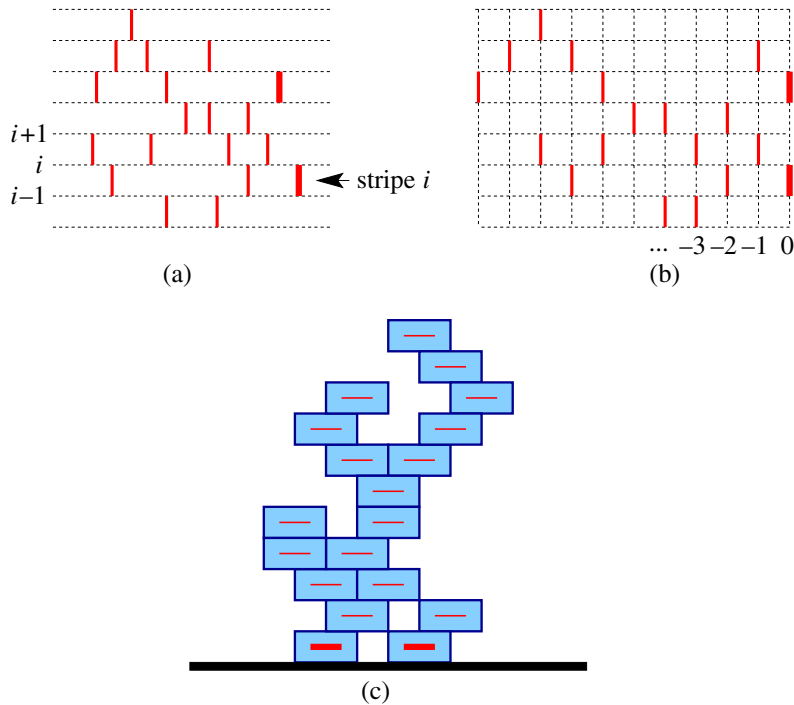 i+1
i
i–1
stripe i
... –3 –2 –1 0
(a)
(b)
(c)